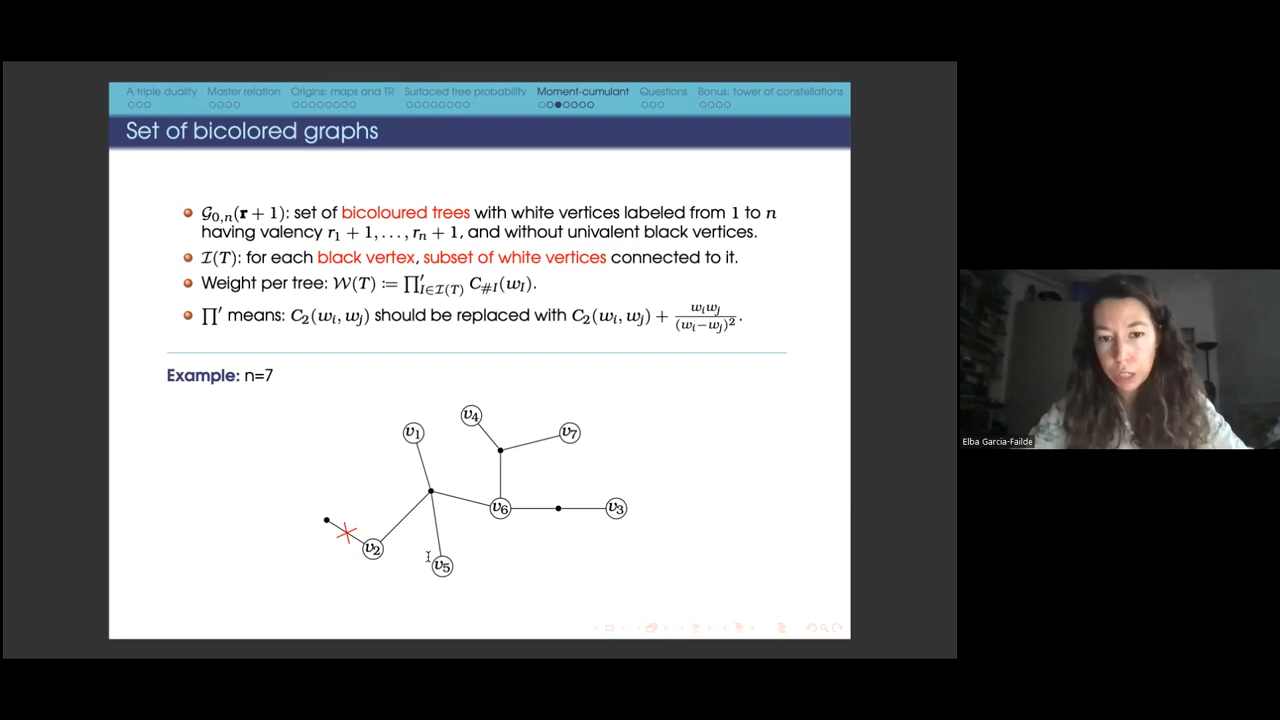 A triple duality Master relation Origins: maps and TR Surfaced free probability Moment-cumulant Questions Bonus: tower of constellations
Set of bicolored graphs
𝒢₀,ₙ(𝐫 + 1): set of bicoloured trees with white vertices labeled from 1 to n
having valency r₁ + 1, . . . , rₙ + 1, and without univalent black vertices.
ℐ(T): for each black vertex, subset of white vertices connected to it.
Weight per tree: 𝒲(T) := ∏′_{I∈ℐ(T)} C_{#I}(w_I).
∏′ means: C₂(wᵢ, wⱼ) should be replaced with C₂(wᵢ, wⱼ) + wᵢwⱼ/(wᵢ−wⱼ)².
Example: n=7
v₄
v₁
v₇
v₆
v₃
v₂
v₅
Elba Garcia-Failde